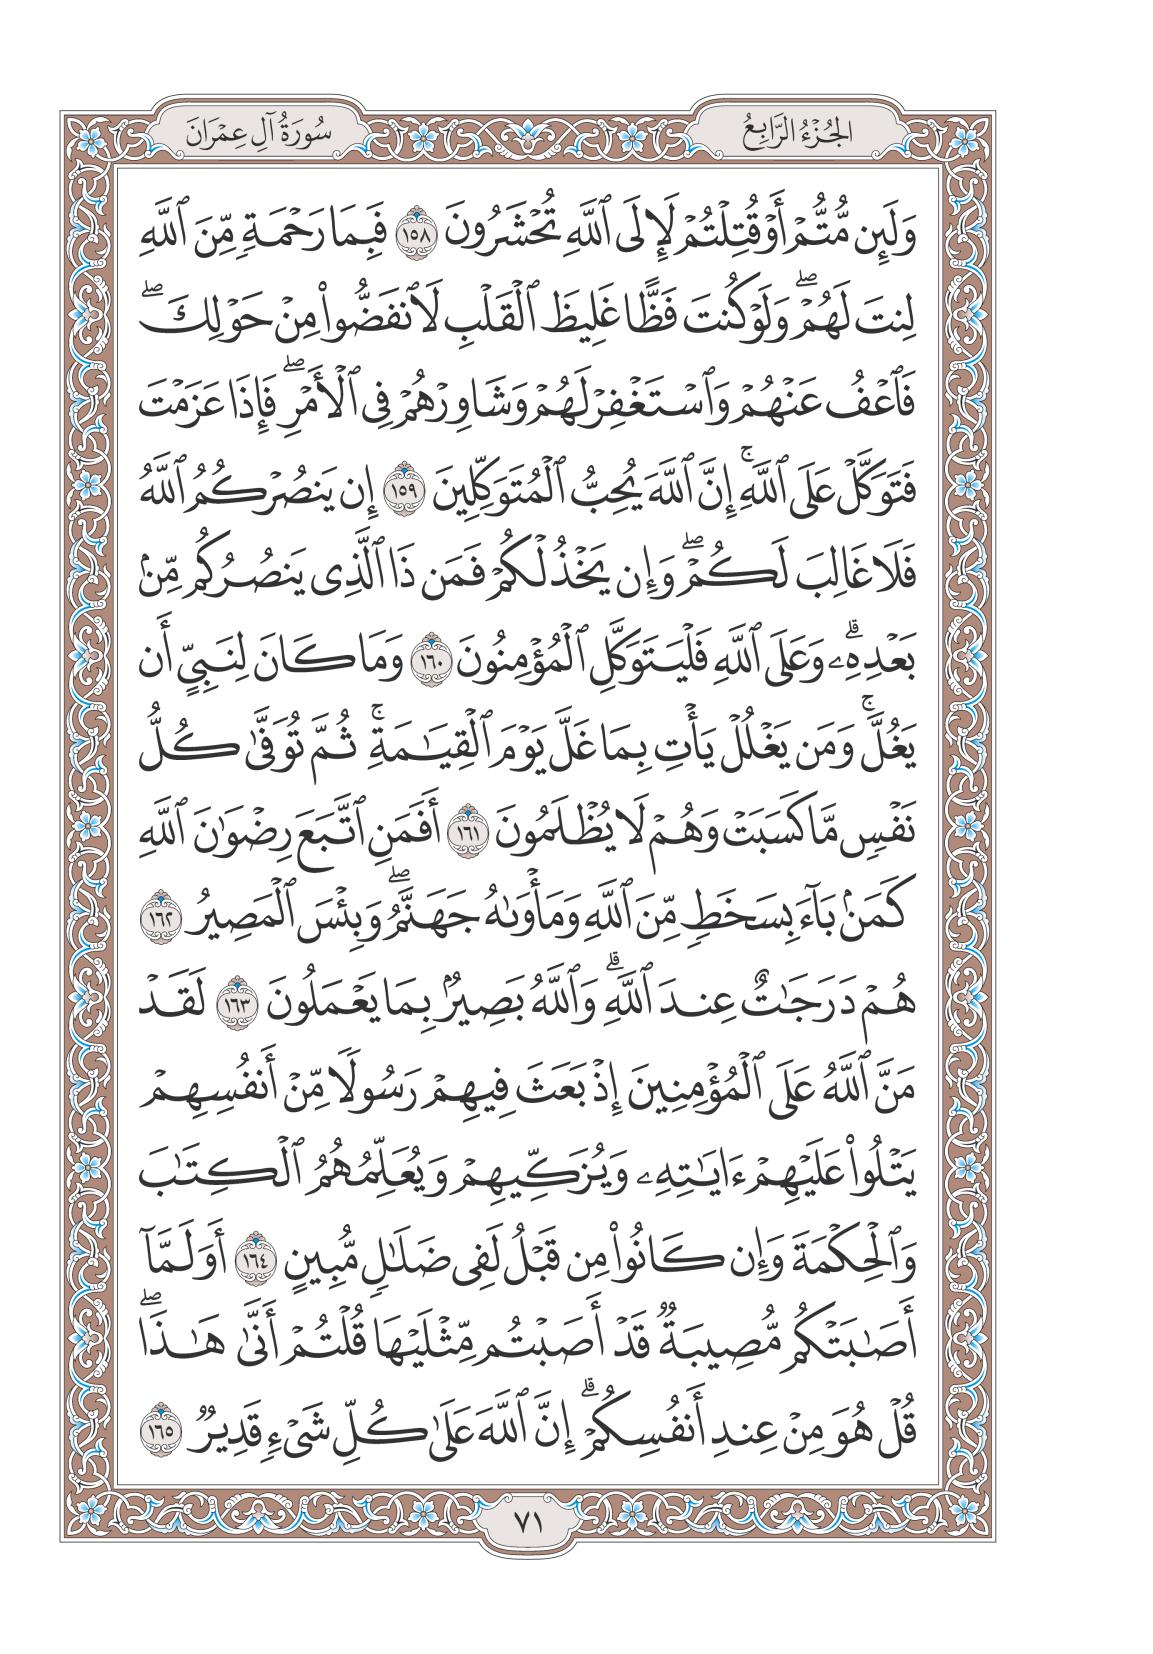 الجُزْءُ الرَّابِعُ
سُورَةُ آلِ عِمْرَانَ
وَلَئِن مُّتُّمْ أَوْ قُتِلْتُمْ لَإِلَى ٱللَّهِ تُحْشَرُونَ ١٥٨ فَبِمَا رَحْمَةٍ مِّنَ ٱللَّهِ
لِنتَ لَهُمْۖ وَلَوْ كُنتَ فَظًّا غَلِيظَ ٱلْقَلْبِ لَٱنفَضُّوا۟ مِنْ حَوْلِكَۖ
فَٱعْفُ عَنْهُمْ وَٱسْتَغْفِرْ لَهُمْ وَشَاوِرْهُمْ فِى ٱلْأَمْرِۖ فَإِذَا عَزَمْتَ
فَتَوَكَّلْ عَلَى ٱللَّهِۚ إِنَّ ٱللَّهَ يُحِبُّ ٱلْمُتَوَكِّلِينَ ١٥٩ إِن يَنصُرْكُمُ ٱللَّهُ
فَلَا غَالِبَ لَكُمْۖ وَإِن يَخْذُلْكُمْ فَمَن ذَا ٱلَّذِى يَنصُرُكُم مِّنۢ
بَعْدِهِۦۗ وَعَلَى ٱللَّهِ فَلْيَتَوَكَّلِ ٱلْمُؤْمِنُونَ ١٦٠ وَمَا كَانَ لِنَبِىٍّ أَن
يَغُلَّۚ وَمَن يَغْلُلْ يَأْتِ بِمَا غَلَّ يَوْمَ ٱلْقِيَـٰمَةِۚ ثُمَّ تُوَفَّىٰ كُلُّ
نَفْسٍ مَّا كَسَبَتْ وَهُمْ لَا يُظْلَمُونَ ١٦١ أَفَمَنِ ٱتَّبَعَ رِضْوَٰنَ ٱللَّهِ
كَمَنۢ بَآءَ بِسَخَطٍ مِّنَ ٱللَّهِ وَمَأْوَىٰهُ جَهَنَّمُۖ وَبِئْسَ ٱلْمَصِيرُ ١٦٢
هُمْ دَرَجَـٰتٌ عِندَ ٱللَّهِۗ وَٱللَّهُ بَصِيرٌۢ بِمَا يَعْمَلُونَ ١٦٣ لَقَدْ
مَنَّ ٱللَّهُ عَلَى ٱلْمُؤْمِنِينَ إِذْ بَعَثَ فِيهِمْ رَسُولًا مِّنْ أَنفُسِهِمْ
يَتْلُوا۟ عَلَيْهِمْ ءَايَـٰتِهِۦ وَيُزَكِّيهِمْ وَيُعَلِّمُهُمُ ٱلْكِتَـٰبَ
وَٱلْحِكْمَةَ وَإِن كَانُوا۟ مِن قَبْلُ لَفِى ضَلَـٰلٍ مُّبِينٍ ١٦٤ أَوَلَمَّآ
أَصَـٰبَتْكُم مُّصِيبَةٌ قَدْ أَصَبْتُم مِّثْلَيْهَا قُلْتُمْ أَنَّىٰ هَـٰذَاۖ
قُلْ هُوَ مِنْ عِندِ أَنفُسِكُمْۗ إِنَّ ٱللَّهَ عَلَىٰ كُلِّ شَىْءٍ قَدِيرٌ ١٦٥
٧١